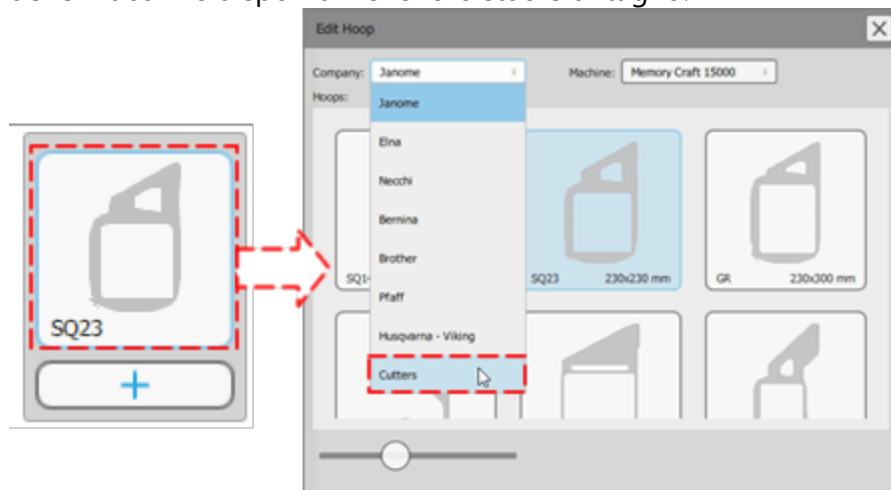 Edit Hoop
Company: Janome Machine: Memory Craft 15000
Hoops:
Janome
Elna
Necchi
Bernina
Brother
Pfaff
Husqvarna - Viking
Cutters
SQ23 230x230 mm
GR 230x300 mm
SQ23